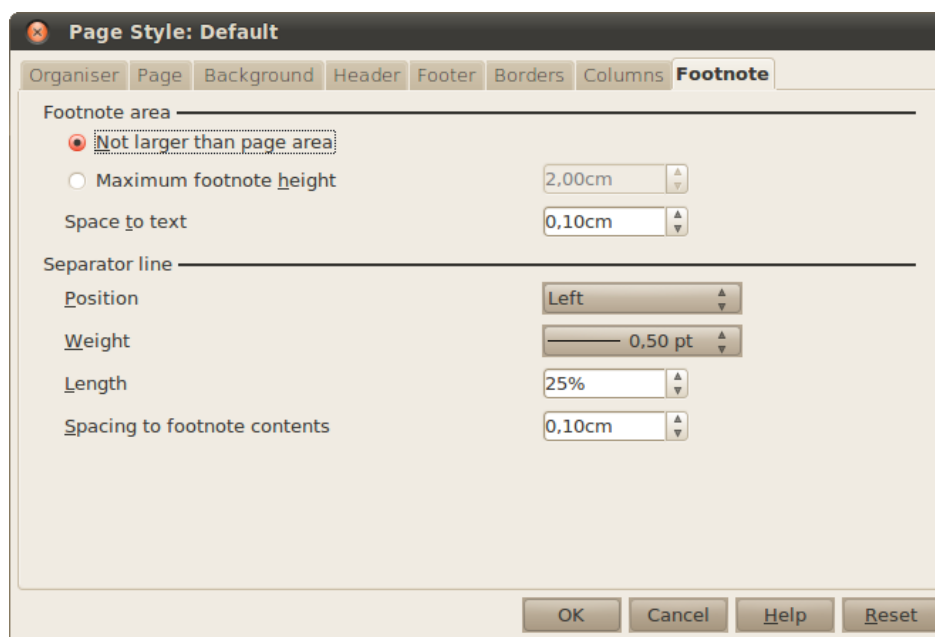 Page Style: Default
Organiser Page Background Header Footer Borders Columns Footnote
Footnote area
Not larger than page area
Maximum footnote height 2,00cm
Space to text 0,10cm
Separator line
Position Left
Weight 0,50 pt
Length 25%
Spacing to footnote contents 0,10cm
OK Cancel Help Reset